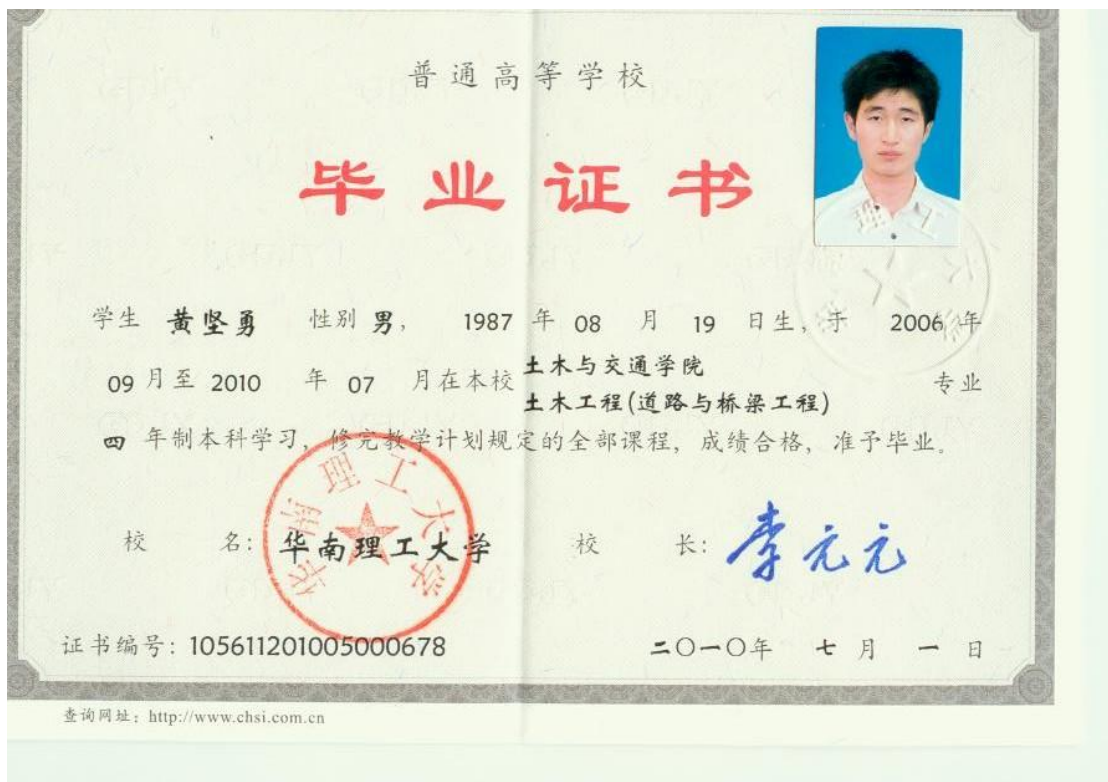 普通高等学校
毕业证书
学生 黄坚勇 性别 男， 1987 年 08 月 19 日生，于 2006 年
09 月至 2010 年 07 月在本校 土木与交通学院
土木工程(道路与桥梁工程) 专业
四 年制本科学习，修完教学计划规定的全部课程，成绩合格，准予毕业。
校 名： 华南理工大学 校 长： 李元元
华南理工大学
证书编号：105611201005000678 二〇一〇年 七 月 一 日
查询网址：http://www.chsi.com.cn